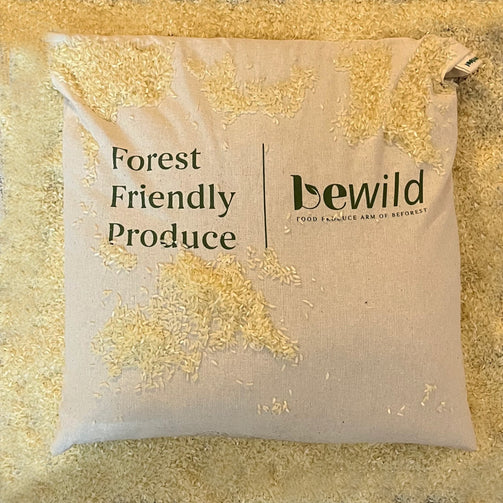 Forest
Friendly
Produce
bewild
FOOD PRODUCE ARM OF BEFOREST